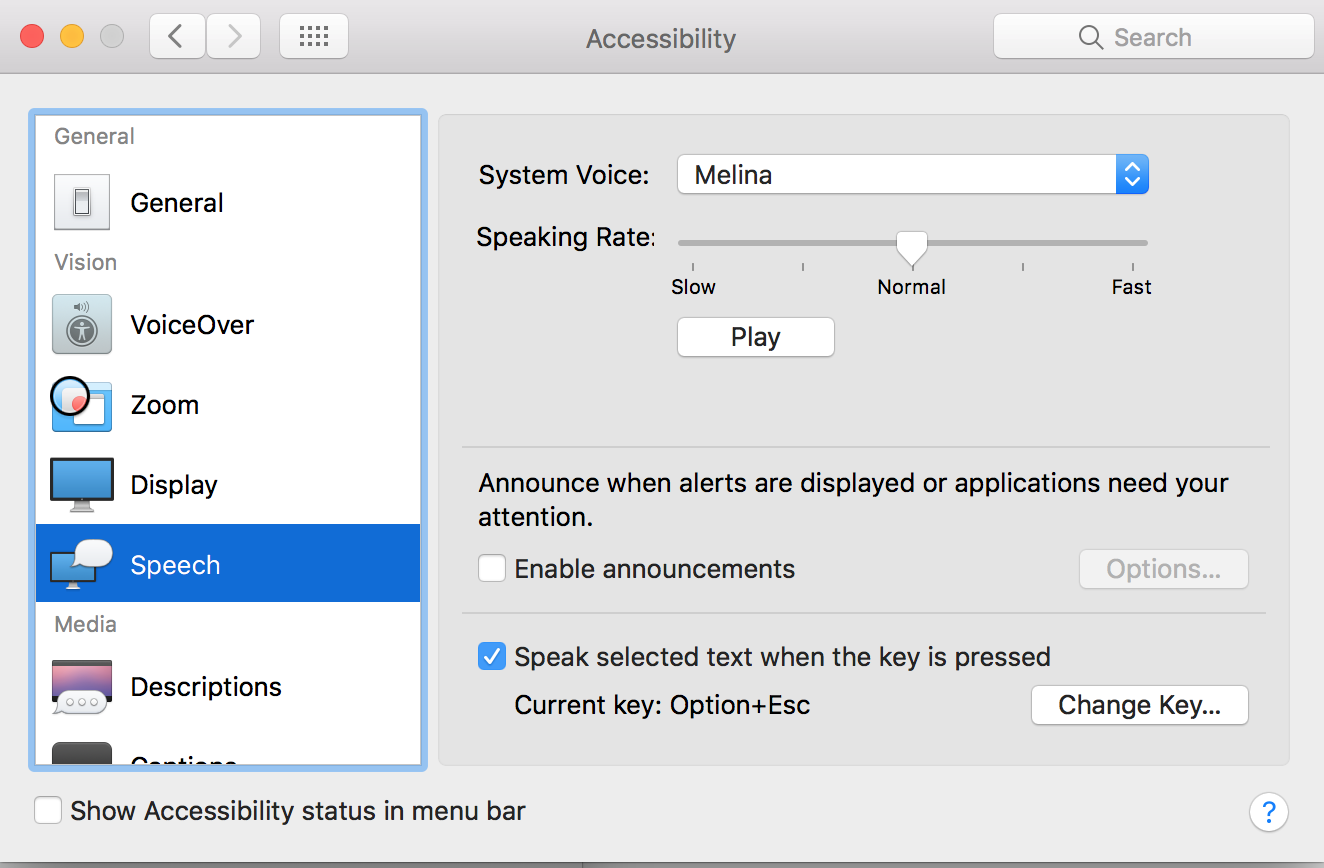 Accessibility
Search
General
General
Vision
VoiceOver
Zoom
Display
Speech
Media
Descriptions
Captions
System Voice: Melina
Speaking Rate:
Slow Normal Fast
Play
Announce when alerts are displayed or applications need your
attention.
Enable announcements Options...
Speak selected text when the key is pressed
Current key: Option+Esc Change Key...
Show Accessibility status in menu bar ?